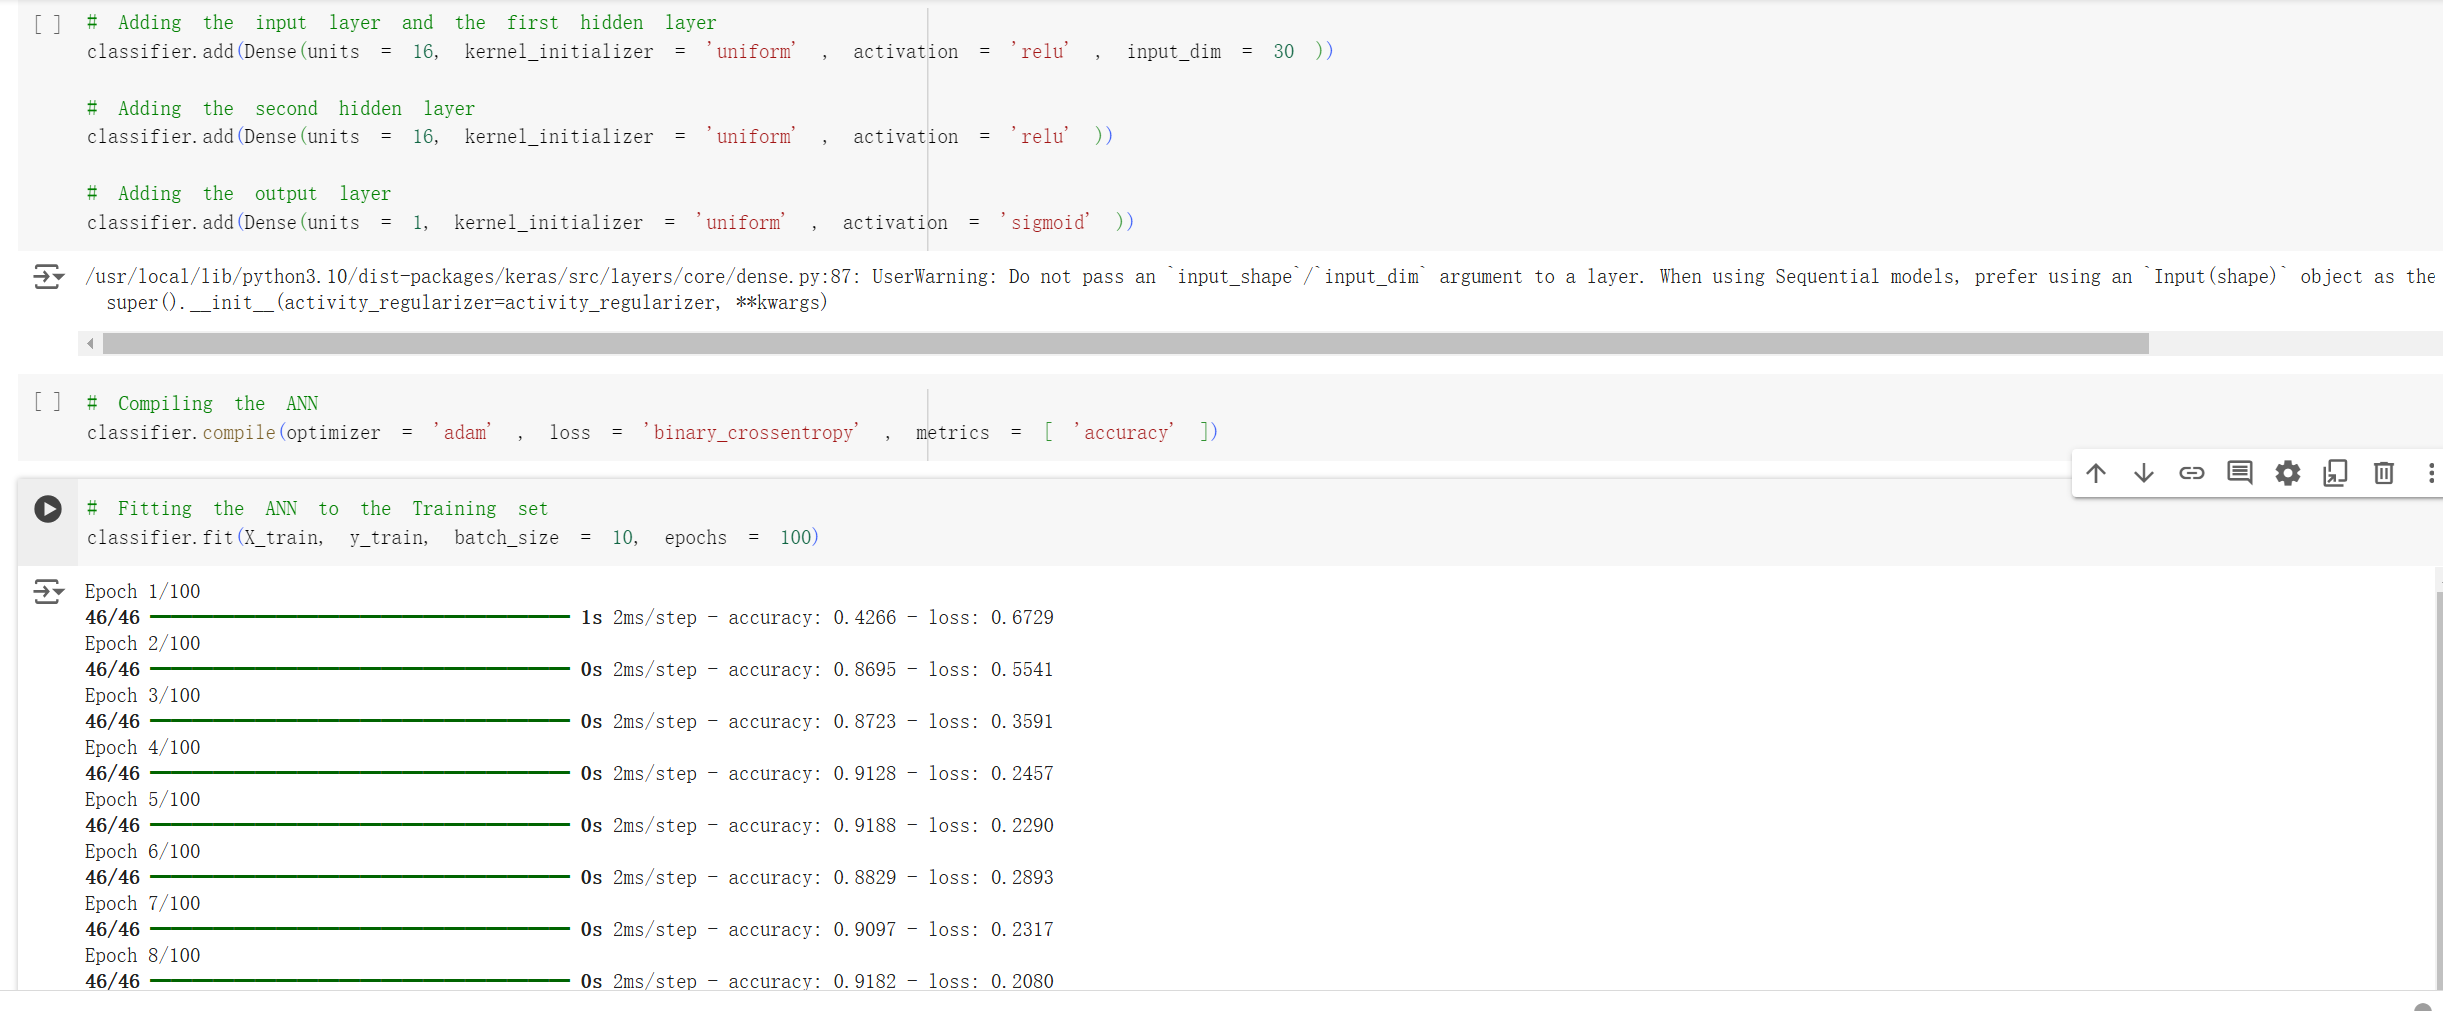 [ ] # Adding the input layer and the first hidden layer
classifier.add(Dense(units = 16, kernel_initializer = 'uniform' , activation = 'relu' , input_dim = 30 ))
# Adding the second hidden layer
classifier.add(Dense(units = 16, kernel_initializer = 'uniform' , activation = 'relu' ))
# Adding the output layer
classifier.add(Dense(units = 1, kernel_initializer = 'uniform' , activation = 'sigmoid' ))
/usr/local/lib/python3.10/dist-packages/keras/src/layers/core/dense.py:87: UserWarning: Do not pass an `input_shape`/`input_dim` argument to a layer. When using Sequential models, prefer using an `Input(shape)` object as the
super().__init__(activity_regularizer=activity_regularizer, **kwargs)
[ ] # Compiling the ANN
classifier.compile(optimizer = 'adam' , loss = 'binary_crossentropy' , metrics = [ 'accuracy' ])
# Fitting the ANN to the Training set
classifier.fit(X_train, y_train, batch_size = 10, epochs = 100)
Epoch 1/100
46/46 ━━━━━━━━━━━━━━━━━━━━ 1s 2ms/step - accuracy: 0.4266 - loss: 0.6729
Epoch 2/100
46/46 ━━━━━━━━━━━━━━━━━━━━ 0s 2ms/step - accuracy: 0.8695 - loss: 0.5541
Epoch 3/100
46/46 ━━━━━━━━━━━━━━━━━━━━ 0s 2ms/step - accuracy: 0.8723 - loss: 0.3591
Epoch 4/100
46/46 ━━━━━━━━━━━━━━━━━━━━ 0s 2ms/step - accuracy: 0.9128 - loss: 0.2457
Epoch 5/100
46/46 ━━━━━━━━━━━━━━━━━━━━ 0s 2ms/step - accuracy: 0.9188 - loss: 0.2290
Epoch 6/100
46/46 ━━━━━━━━━━━━━━━━━━━━ 0s 2ms/step - accuracy: 0.8829 - loss: 0.2893
Epoch 7/100
46/46 ━━━━━━━━━━━━━━━━━━━━ 0s 2ms/step - accuracy: 0.9097 - loss: 0.2317
Epoch 8/100
46/46 ━━━━━━━━━━━━━━━━━━━━ 0s 2ms/step - accuracy: 0.9182 - loss: 0.2080